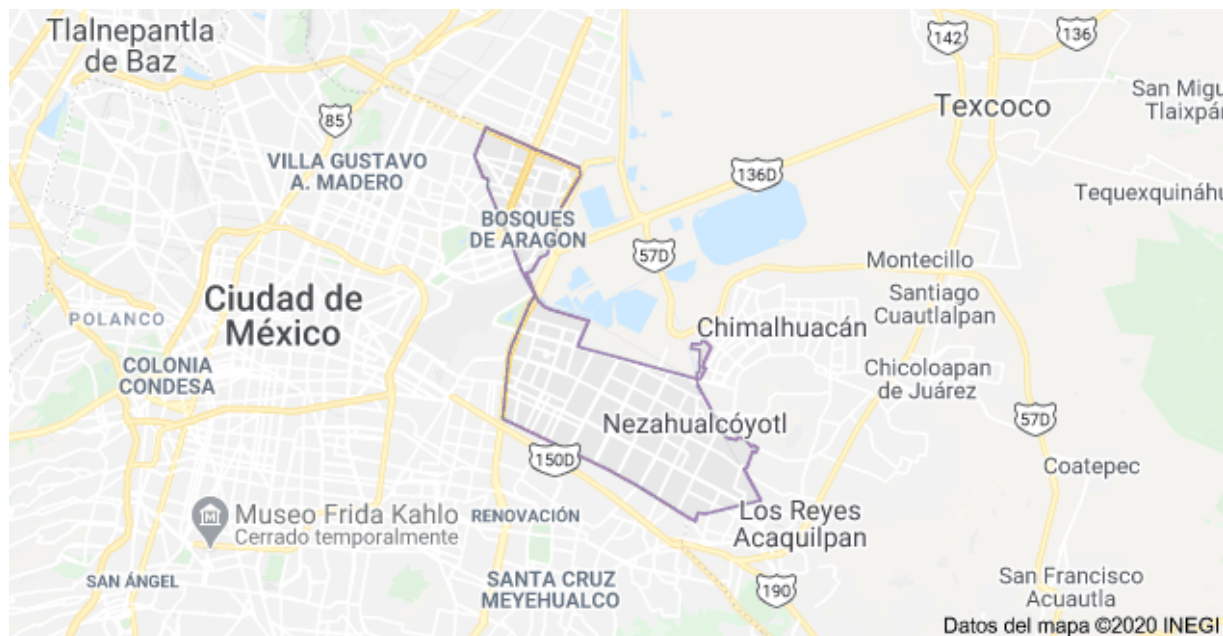 Tlalnepantla
de Baz
142
136
San Migu
Tlaixpár
Texcoco
85
VILLA GUSTAVO
A. MADERO
136D
Tequexquináhu
BOSQUES
DE ARAGON
57D
Montecillo
Ciudad de
México
Santiago
Cuautlalpan
POLANCO
Chimalhuacán
COLONIA
CONDESA
Chicoloapan
de Juárez
Nezahualcóyotl
57D
150D
Coatepec
Museo Frida Kahlo
Cerrado temporalmente
RENOVACIÓN
Los Reyes
Acaquilpan
SAN ÁNGEL
SANTA CRUZ
MEYEHUALCO
190
San Francisco
Acuautla
Datos del mapa ©2020 INEGI